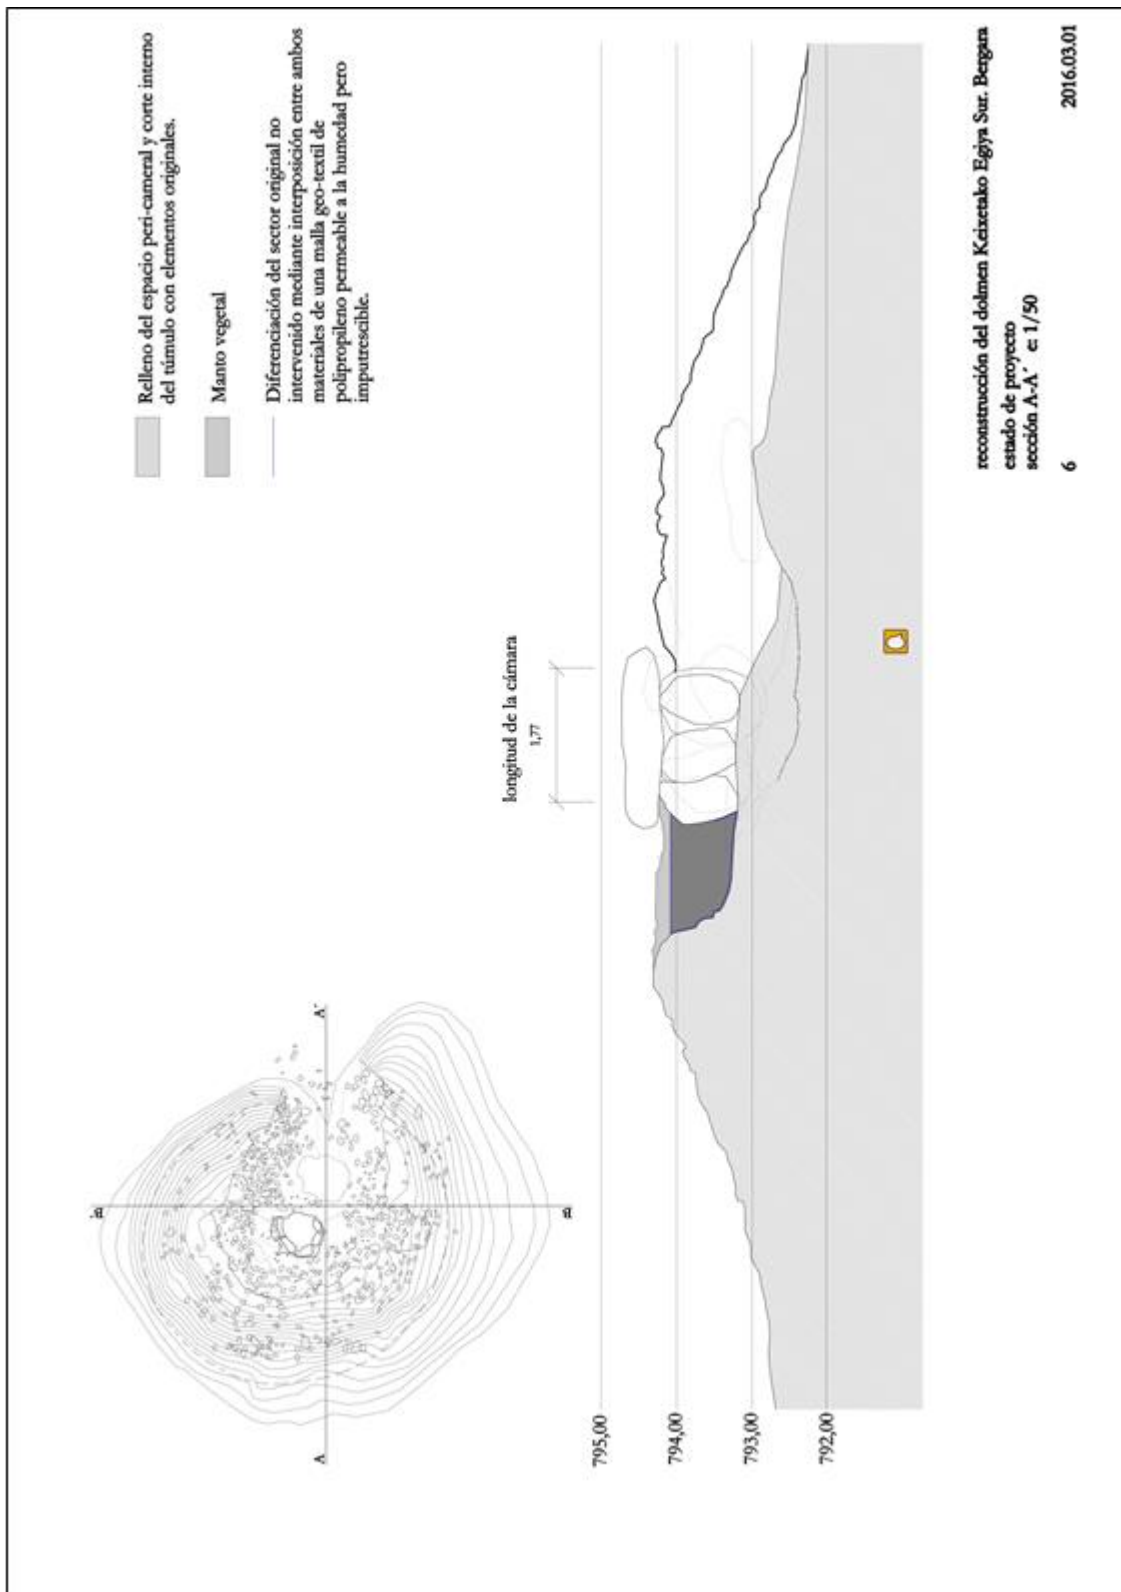 Relleno del espacio peri-cameral y corte interno
del túmulo con elementos originales.
Manto vegetal
Diferenciación del sector original no
intervenido mediante interposición entre ambos
materiales de una malla geo-textil de
polipropileno permeable a la humedad pero
imputrescible.
B'
A
A'
B
longitud de la cámara
1,77
795,00
794,00
793,00
792,00
reconstrucción del dolmen Keixetako Egiya Sur. Bergara
estado de proyecto
sección A-A´ e: 1/50
6
2016.03.01